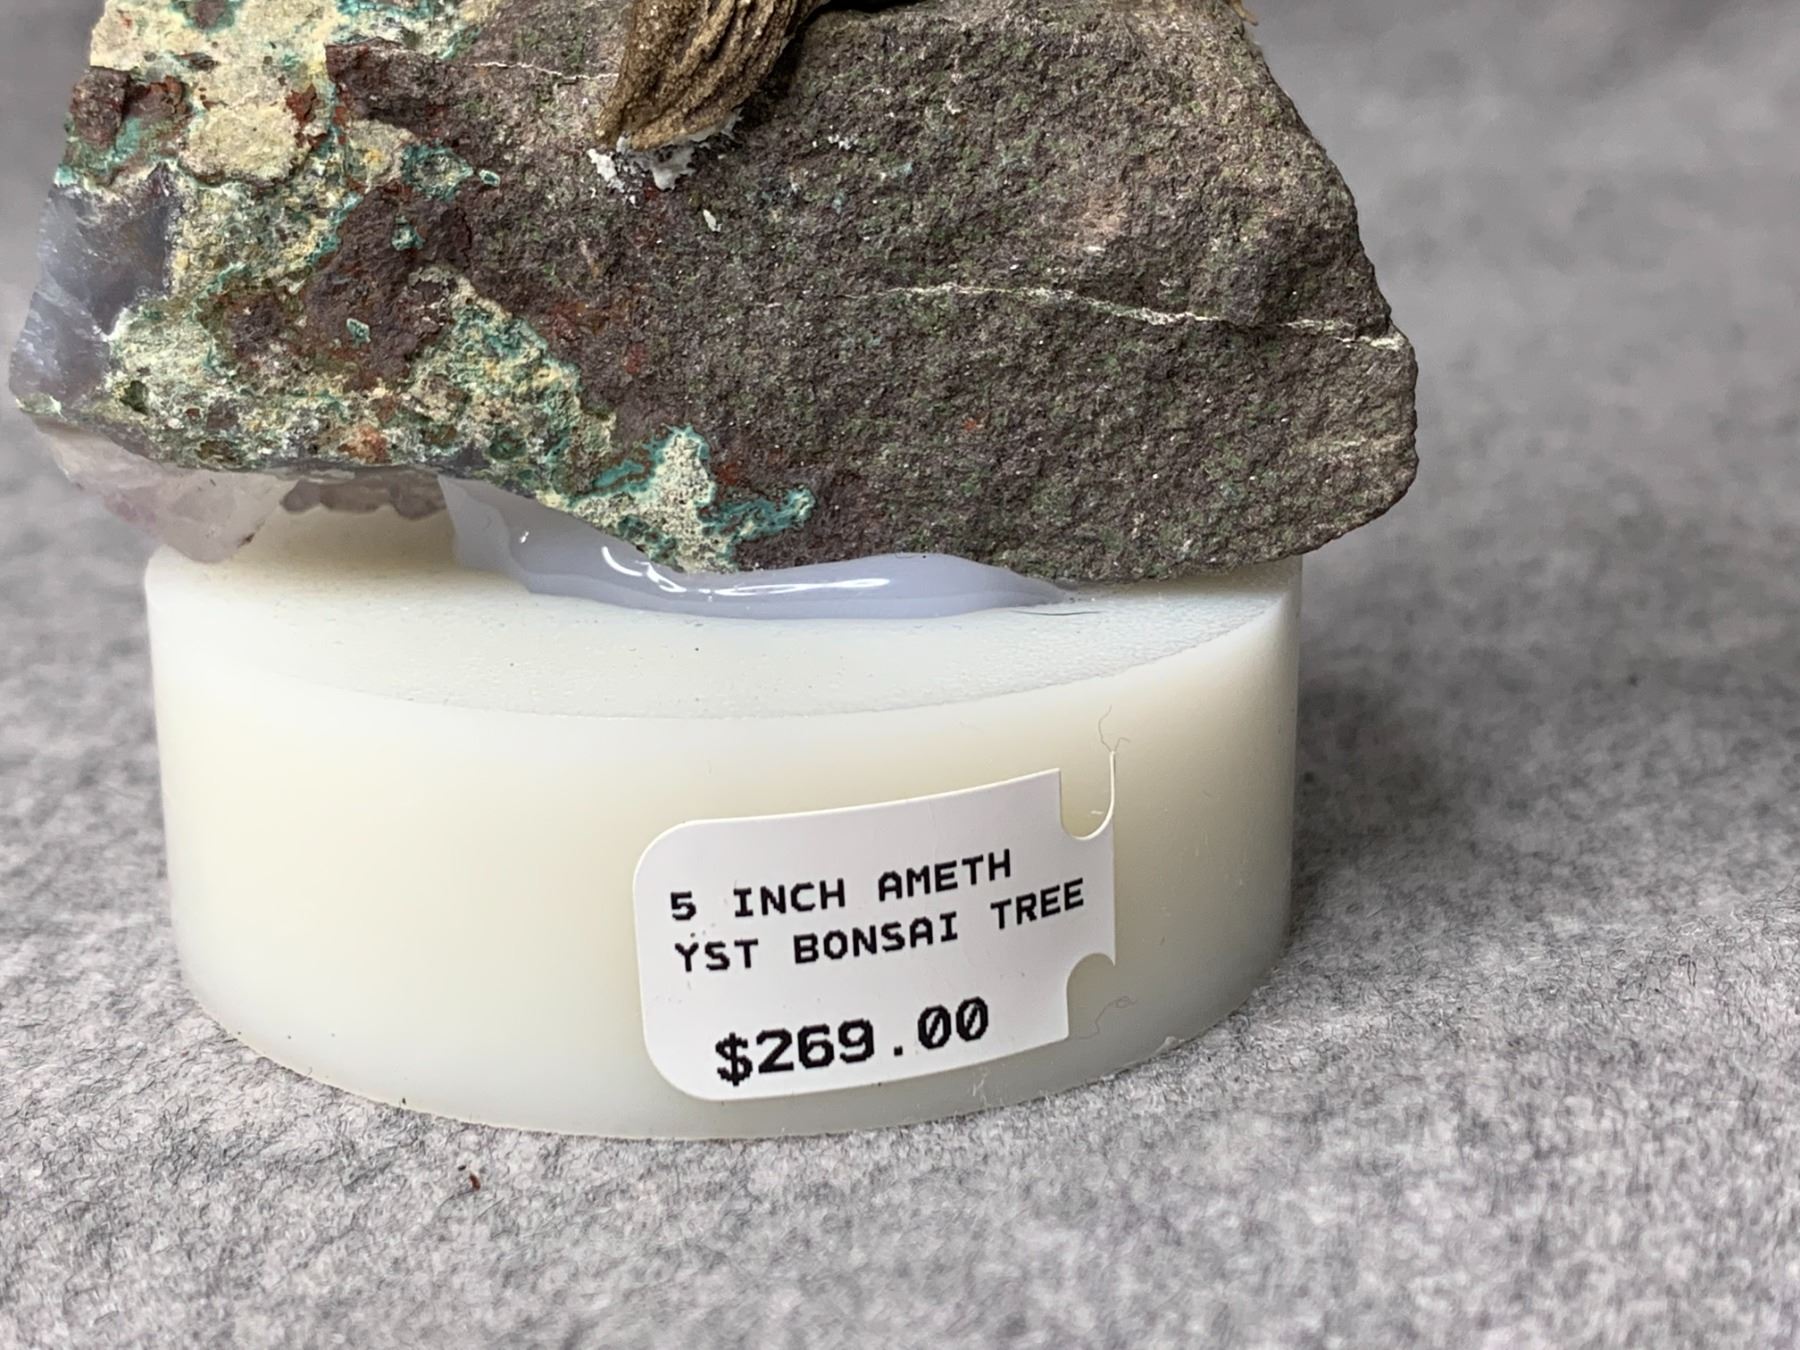 5 INCH AMETH
YST BONSAI TREE
$269.00